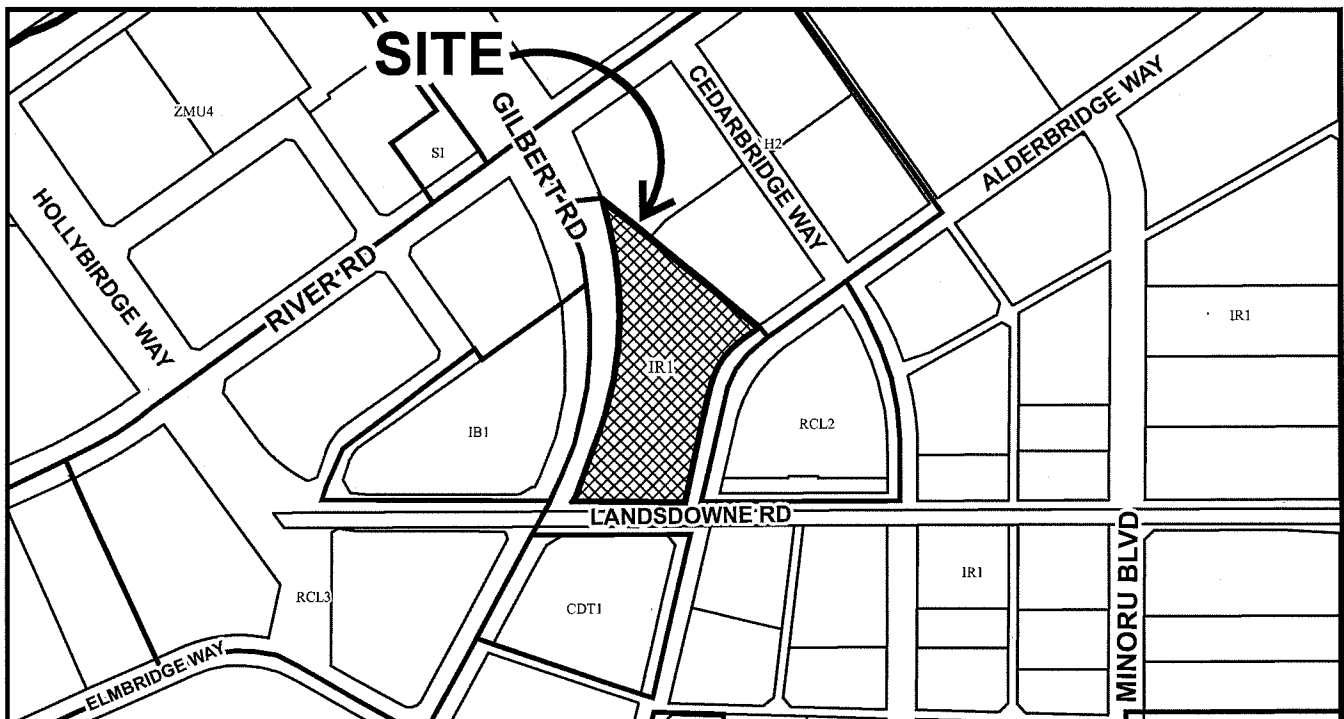 SITE
ZMU4
SI
GILBERT RD
CEDARBRIDGE WAY
H2
ALDERBRIDGE WAY
HOLLYBIRDGE WAY
RIVER RD
IR1
IR1
IB1
RCL2
LANDSDOWNE RD
MINORU BLVD
IR1
RCL3
CDT1
ELMBRIDGE WAY